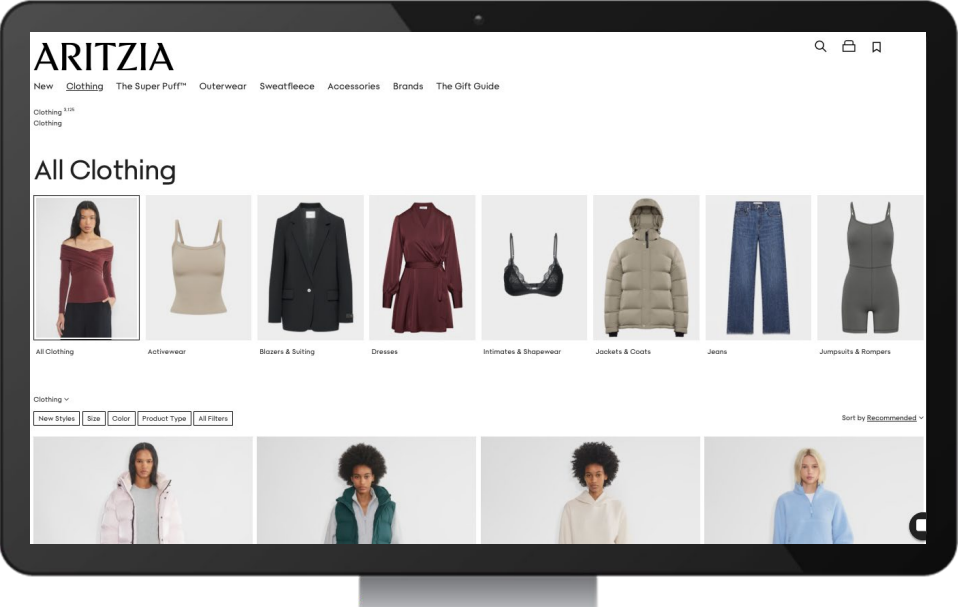 ARITZIA
New Clothing The Super Puff™ Outerwear Sweatfleece Accessories Brands The Gift Guide
Clothing 3,125
Clothing
All Clothing
All Clothing Activewear Blazers & Suiting Dresses Intimates & Shapewear Jackets & Coats Jeans Jumpsuits & Rompers
Clothing
New Styles Size Color Product Type All Filters Sort by Recommended